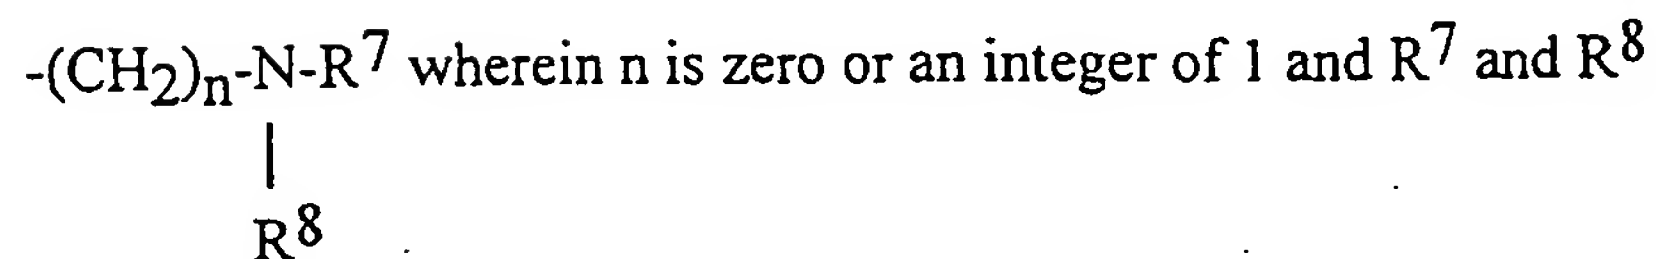 -(CH2)n-N-R7 wherein n is zero or an integer of 1 and R7 and R8
|
R8